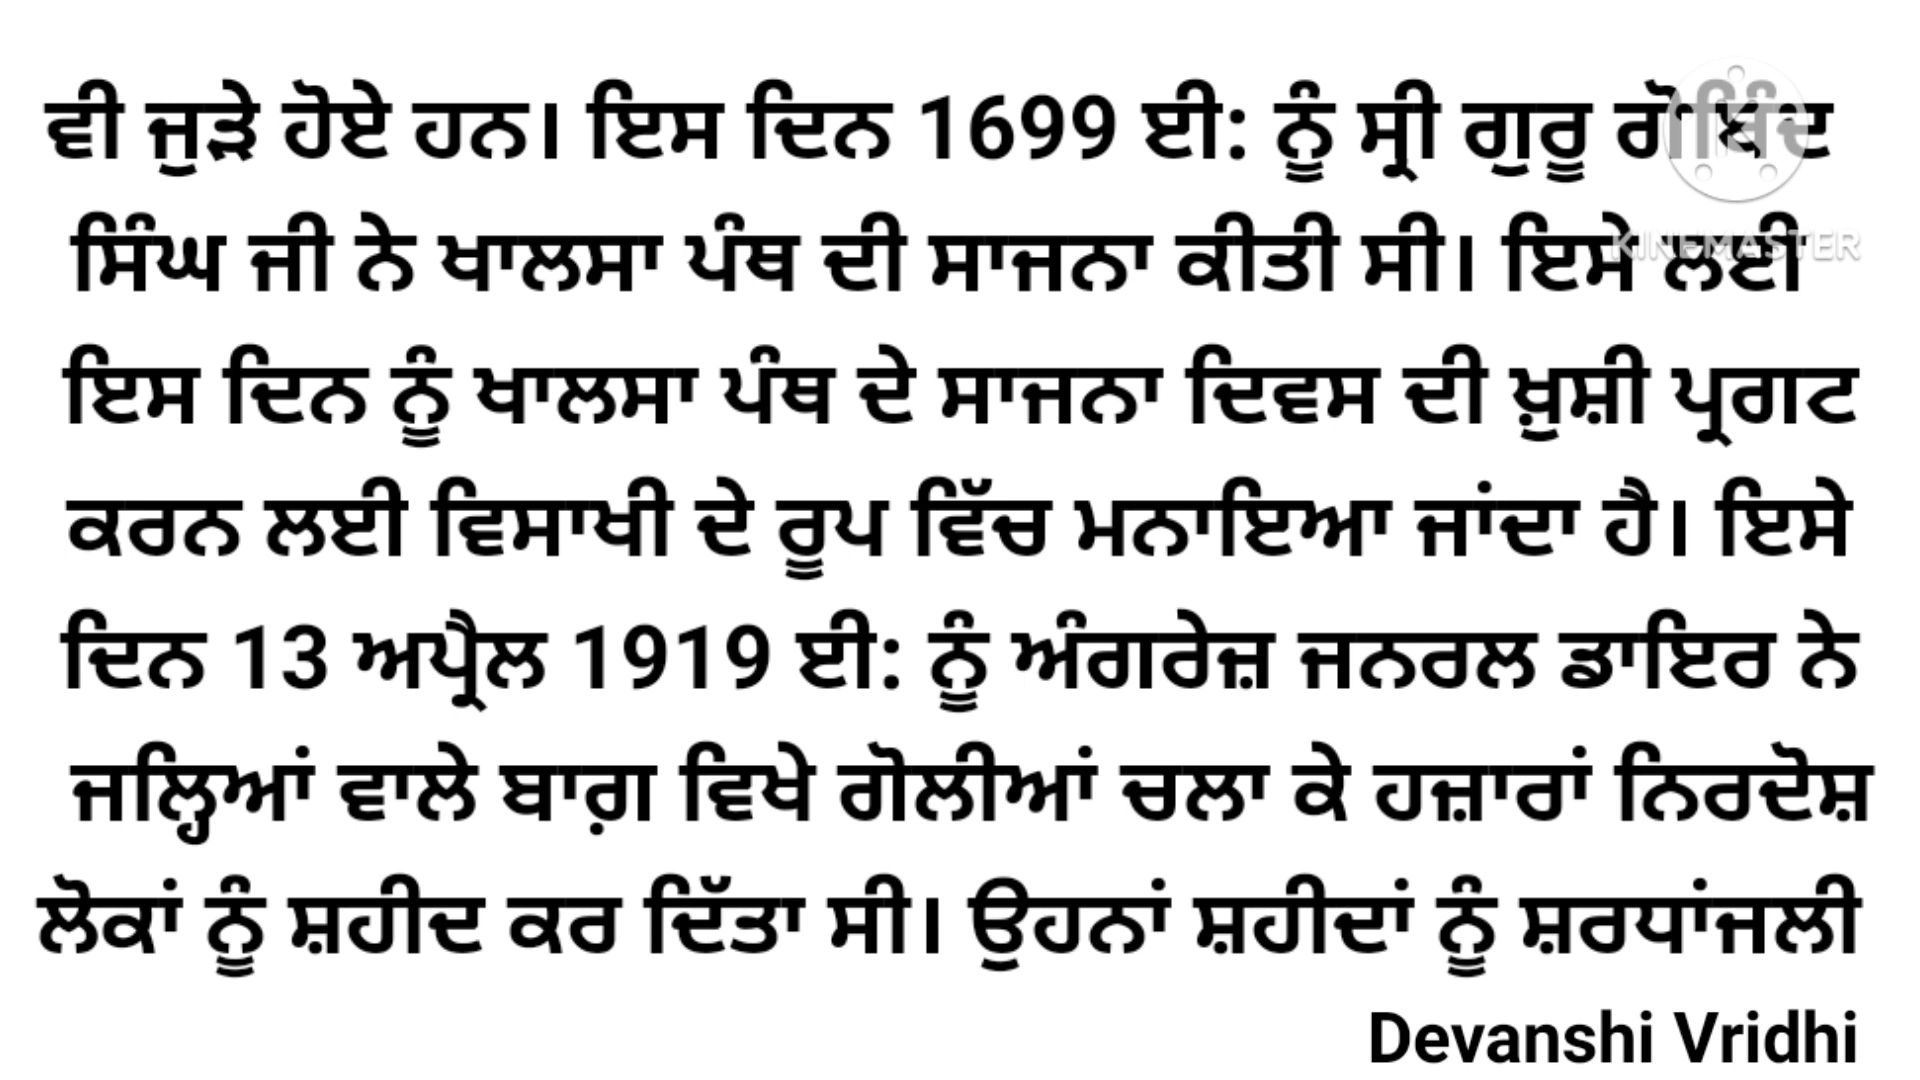 ਵੀ ਜੁੜੇ ਹੋਏ ਹਨ। ਇਸ ਦਿਨ 1699 ਈ: ਨੂੰ ਸ੍ਰੀ ਗੁਰੂ ਗੋਬਿੰਦ
ਸਿੰਘ ਜੀ ਨੇ ਖਾਲਸਾ ਪੰਥ ਦੀ ਸਾਜਨਾ ਕੀਤੀ ਸੀ। ਇਸੇ ਲਈ
KINEMASTER
ਇਸ ਦਿਨ ਨੂੰ ਖਾਲਸਾ ਪੰਥ ਦੇ ਸਾਜਨਾ ਦਿਵਸ ਦੀ ਖ਼ੁਸ਼ੀ ਪ੍ਰਗਟ
ਕਰਨ ਲਈ ਵਿਸਾਖੀ ਦੇ ਰੂਪ ਵਿੱਚ ਮਨਾਇਆ ਜਾਂਦਾ ਹੈ। ਇਸੇ
ਦਿਨ 13 ਅਪ੍ਰੈਲ 1919 ਈ: ਨੂੰ ਅੰਗਰੇਜ਼ ਜਨਰਲ ਡਾਇਰ ਨੇ
ਜਲ੍ਹਿਆਂ ਵਾਲੇ ਬਾਗ਼ ਵਿਖੇ ਗੋਲੀਆਂ ਚਲਾ ਕੇ ਹਜ਼ਾਰਾਂ ਨਿਰਦੋਸ਼
ਲੋਕਾਂ ਨੂੰ ਸ਼ਹੀਦ ਕਰ ਦਿੱਤਾ ਸੀ। ਉਹਨਾਂ ਸ਼ਹੀਦਾਂ ਨੂੰ ਸ਼ਰਧਾਂਜਲੀ
Devanshi Vridhi